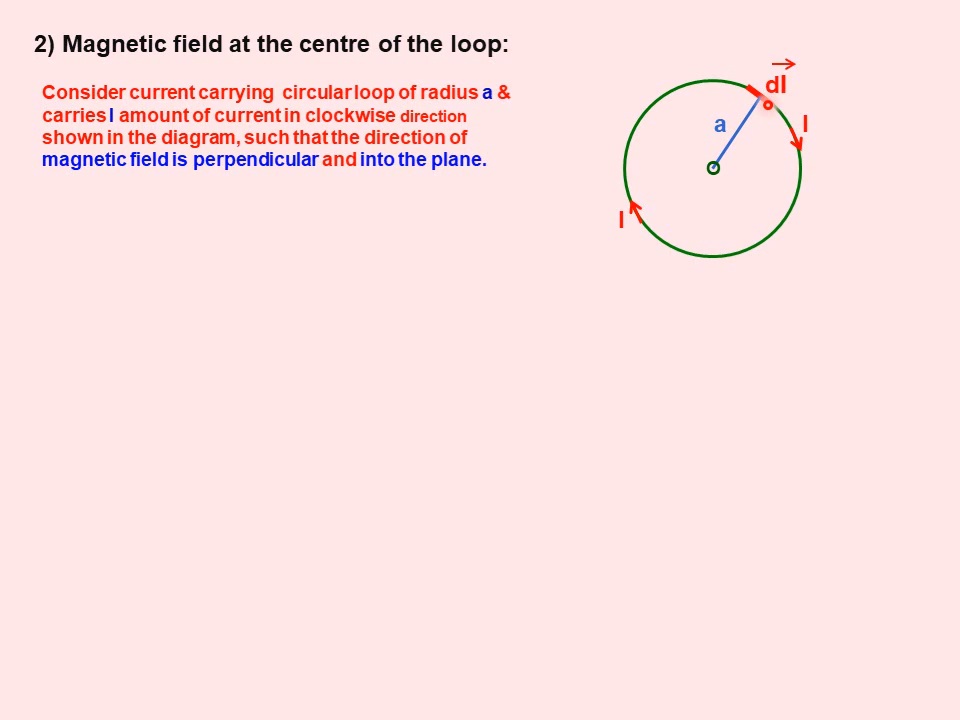 2) Magnetic field at the centre of the loop:
Consider current carrying circular loop of radius a &
carries I amount of current in clockwise direction
shown in the diagram, such that the direction of
magnetic field is perpendicular and into the plane.
dl
a
I
O
I